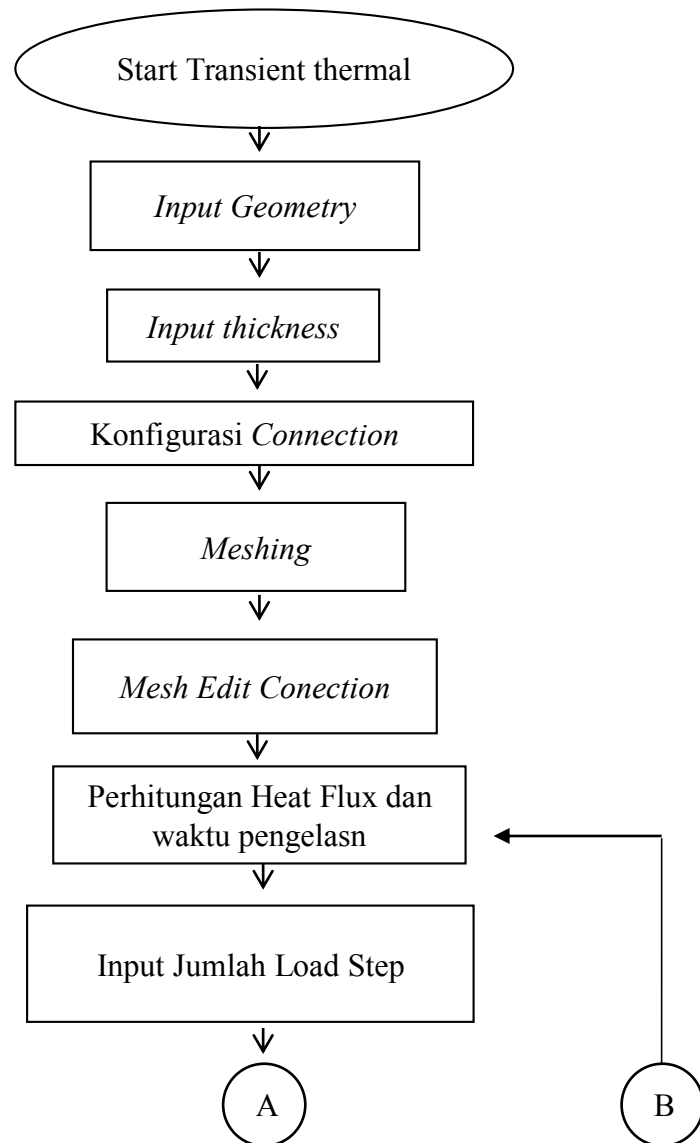 Start Transient thermal
Input Geometry
Input thickness
Konfigurasi Connection
Meshing
Mesh Edit Conection
Perhitungan Heat Flux dan
waktu pengelasn
Input Jumlah Load Step
A
B